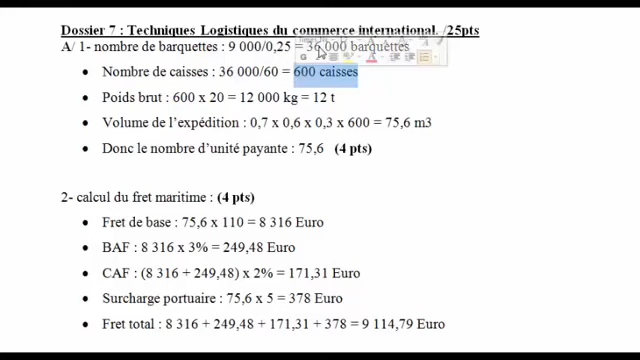 Dossier 7 : Techniques Logistiques du commerce international. /25pts
A/ 1- nombre de barquettes : 9 000/0,25 = 36 000 barquettes
• Nombre de caisses : 36 000/60 = 600 caisses
• Poids brut : 600 x 20 = 12 000 kg = 12 t
• Volume de l'expédition : 0,7 x 0,6 x 0,3 x 600 = 75,6 m3
• Donc le nombre d'unité payante : 75,6 (4 pts)
2- calcul du fret maritime : (4 pts)
• Fret de base : 75,6 x 110 = 8 316 Euro
• BAF : 8 316 x 3% = 249,48 Euro
• CAF : (8 316 + 249,48) x 2% = 171,31 Euro
• Surcharge portuaire : 75,6 x 5 = 378 Euro
• Fret total : 8 316 + 249,48 + 171,31 + 378 = 9 114,79 Euro